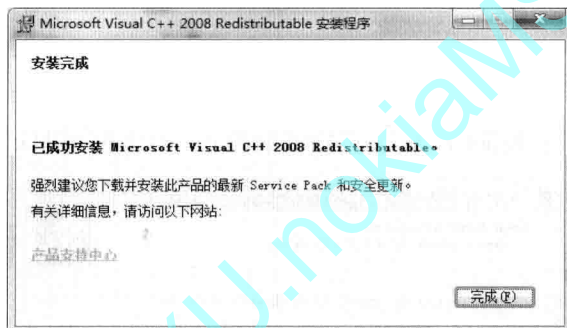 Microsoft Visual C++ 2008 Redistributable 安装程序
安装完成
已成功安装 Microsoft Visual C++ 2008 Redistributable。
强烈建议您下载并安装此产品的最新 Service Pack 和安全更新。
有关详细信息，请访问以下网站:
产品支持中心
完成(F)